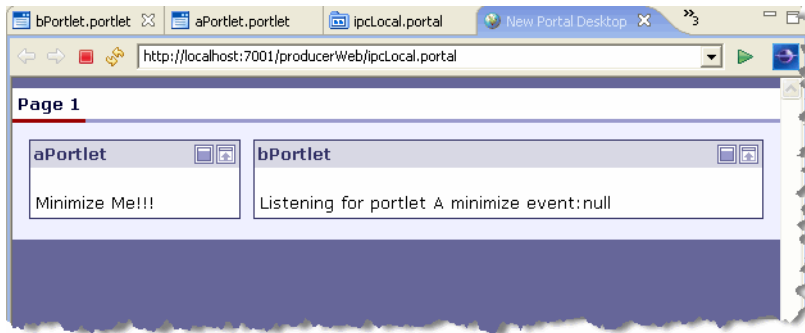 bPortlet.portlet aPortlet.portlet ipcLocal.portal New Portal Desktop »3
http://localhost:7001/producerWeb/ipcLocal.portal
Page 1
aPortlet bPortlet
Minimize Me!!! Listening for portlet A minimize event:null